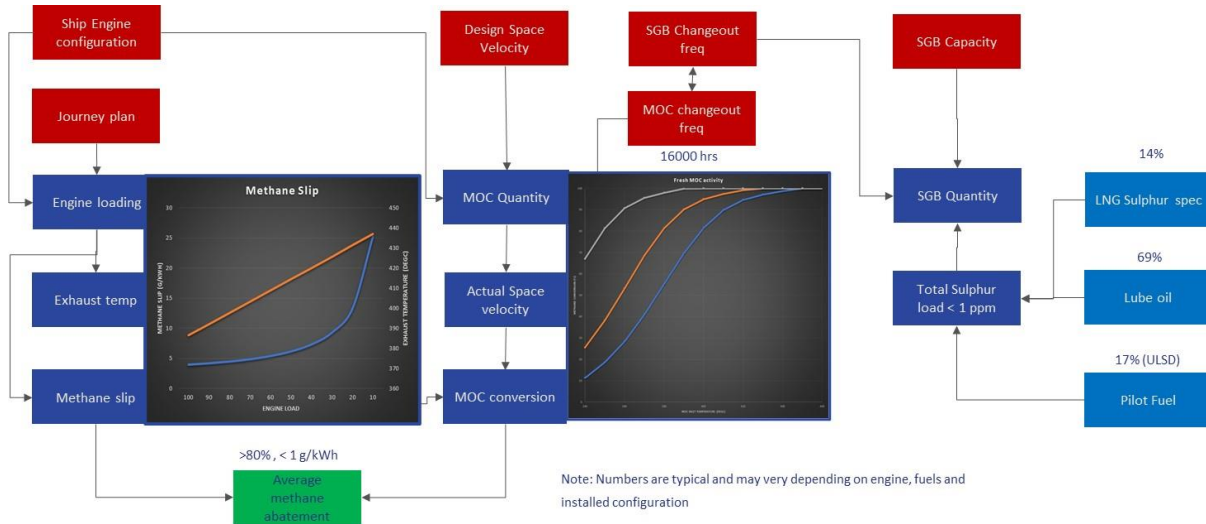 Ship Engine
configuration
Journey plan
Engine loading
Exhaust temp
Methane slip
Methane Slip
METHANE SLIP (G/KWH)
30
25
20
15
10
5
0
450
440
430
420
410
400
390
380
370
360
EXHAUST TEMPERATURE (DEGC)
100 90 80 70 60 50 40 30 20 10
ENGINE LOAD
>80% , < 1 g/kWh
Average
methane
abatement
Design Space
Velocity
MOC Quantity
Actual Space
velocity
MOC conversion
SGB Changeout
freq
MOC changeout
freq
16000 hrs
Fresh MOC activity
SGB Capacity
SGB Quantity
Total Sulphur
load < 1 ppm
14%
LNG Sulphur spec
69%
Lube oil
17% (ULSD)
Pilot Fuel
Note: Numbers are typical and may very depending on engine, fuels and
installed configuration